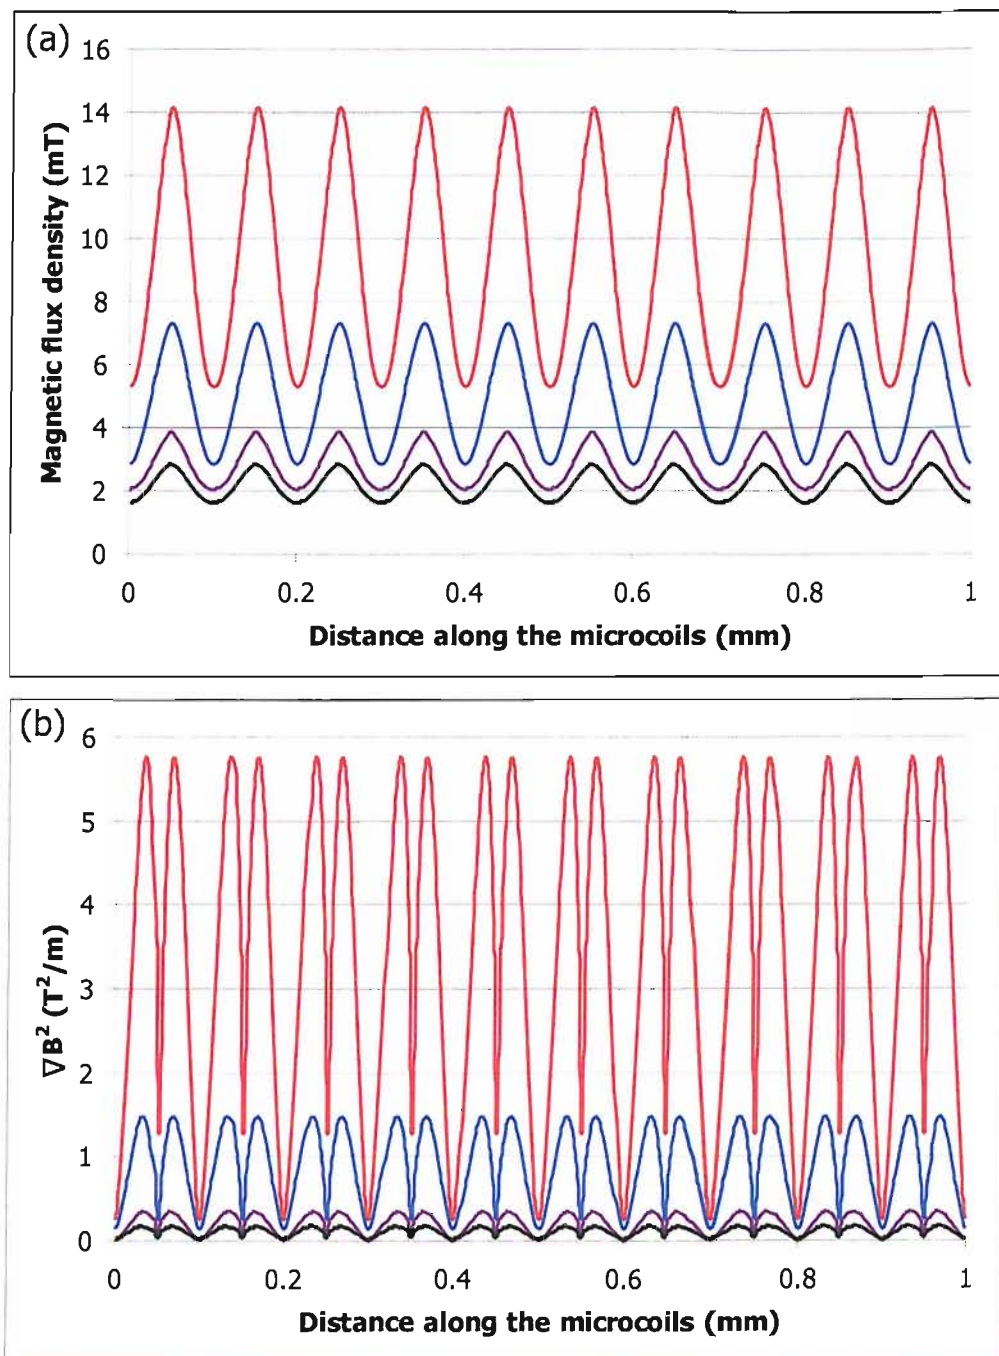 (a)
16
14
12
10
8
6
4
2
0
Magnetic flux density (mT)
0 0.2 0.4 0.6 0.8 1
Distance along the microcoils (mm)
(b)
6
5
4
3
2
1
0
∇B² (T²/m)
0 0.2 0.4 0.6 0.8 1
Distance along the microcoils (mm)